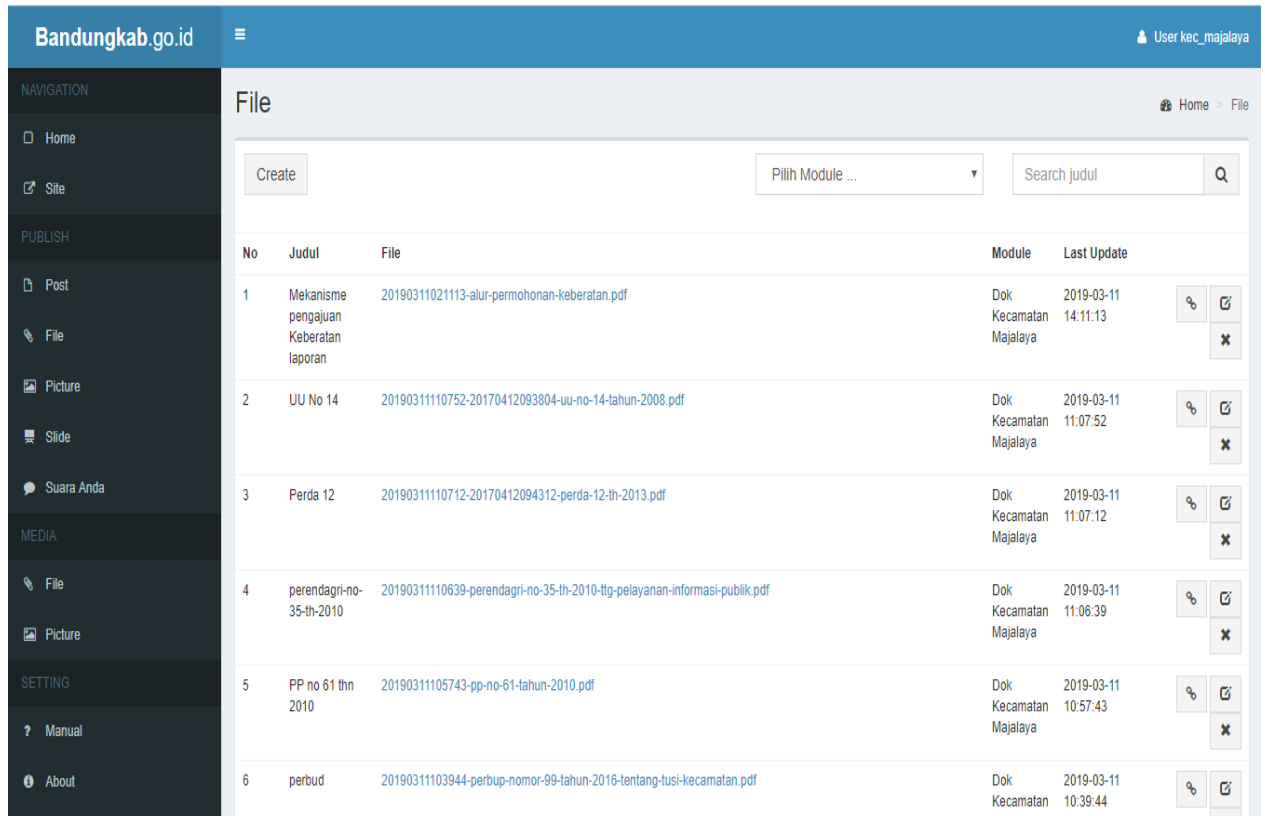 Bandungkab.go.id
User kec_majalaya
NAVIGATION
Home
Site
PUBLISH
Post
File
Picture
Slide
Suara Anda
MEDIA
File
Picture
SETTING
? Manual
About
File
Home > File
Create
Pilih Module ...
Search judul
No Judul File Module Last Update
1 Mekanisme 20190311021113-alur-permohonan-keberatan.pdf Dok 2019-03-11
pengajuan Kecamatan 14:11:13
Keberatan Majalaya
laporan
2 UU No 14 20190311110752-20170412093804-uu-no-14-tahun-2008.pdf Dok 2019-03-11
Kecamatan 11:07:52
Majalaya
3 Perda 12 20190311110712-20170412094312-perda-12-th-2013.pdf Dok 2019-03-11
Kecamatan 11:07:12
Majalaya
4 perendagri-no- 20190311110639-perendagri-no-35-th-2010-ttg-pelayanan-informasi-publik.pdf Dok 2019-03-11
35-th-2010 Kecamatan 11:06:39
Majalaya
5 PP no 61 thn 20190311105743-pp-no-61-tahun-2010.pdf Dok 2019-03-11
2010 Kecamatan 10:57:43
Majalaya
6 perbud 20190311103944-perbup-nomor-99-tahun-2016-tentang-tusi-kecamatan.pdf Dok 2019-03-11
Kecamatan 10:39:44